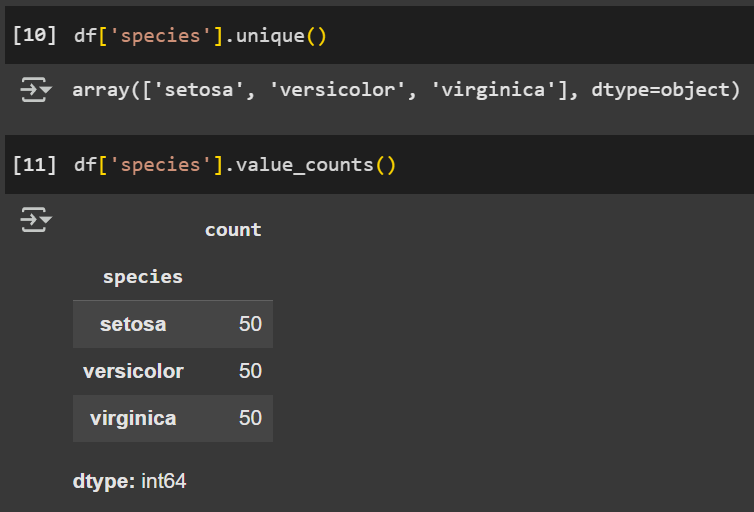 [10] df['species'].unique()
array(['setosa', 'versicolor', 'virginica'], dtype=object)
[11] df['species'].value_counts()
count
species
setosa 50
versicolor 50
virginica 50
dtype: int64